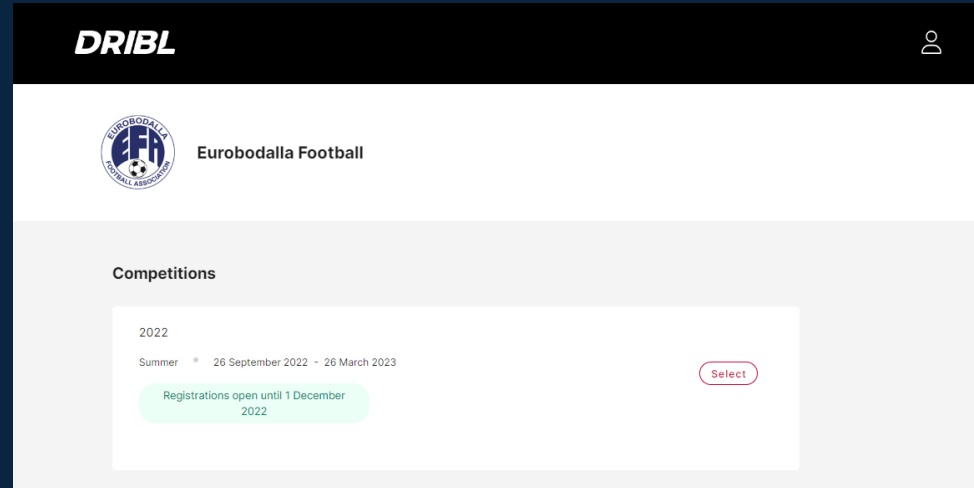 DRIBL
EUROBODALLA
EFA
FOOTBALL ASSOCIATION
Eurobodalla Football
Competitions
2022
Summer 26 September 2022 - 26 March 2023
Select
Registrations open until 1 December
2022